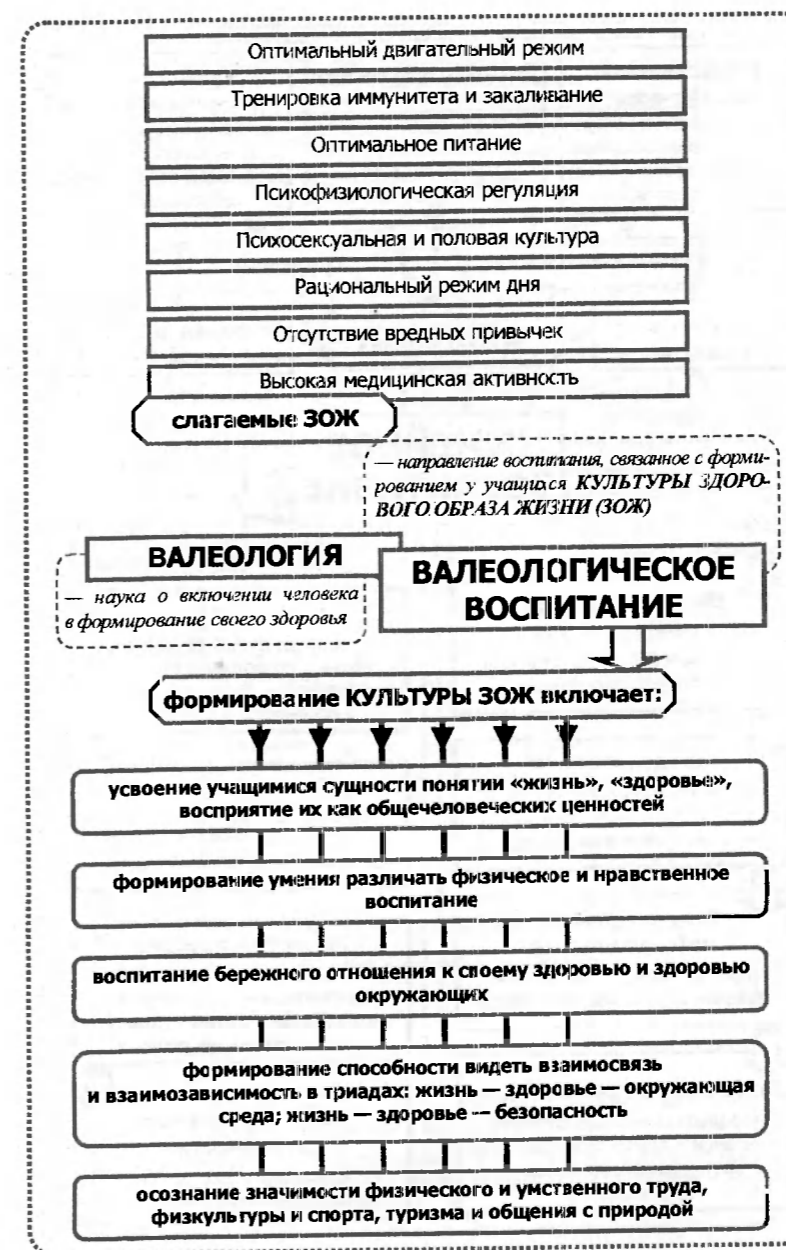 Оптимальный двигательный режим
Тренировка иммунитета и закаливание
Оптимальное питание
Психофизиологическая регуляция
Психосексуальная и половая культура
Рациональный режим дня
Отсутствие вредных привычек
Высокая медицинская активность
слагаемые ЗОЖ
— направление воспитания, связанное с форми-
рованием у учащихся КУЛЬТУРЫ ЗДОРО-
ВОГО ОБРАЗА ЖИЗНИ (ЗОЖ)
ВАЛЕОЛОГИЯ
— наука о включении человека
в формирование своего здоровья
ВАЛЕОЛОГИЧЕСКОЕ
ВОСПИТАНИЕ
формирование КУЛЬТУРЫ ЗОЖ включает:
усвоение учащимися сущности понятии «жизнь», «здоровье»,
восприятие их как общечеловеческих ценностей
формирование умения различать физическое и нравственное
воспитание
воспитание бережного отношения к своему здоровью и здоровью
окружающих
формирование способности видеть взаимосвязь
и взаимозависимость в триадах: жизнь — здоровье — окружающая
среда; жизнь — здоровье — безопасность
осознание значимости физического и умственного труда,
физкультуры и спорта, туризма и общения с природой